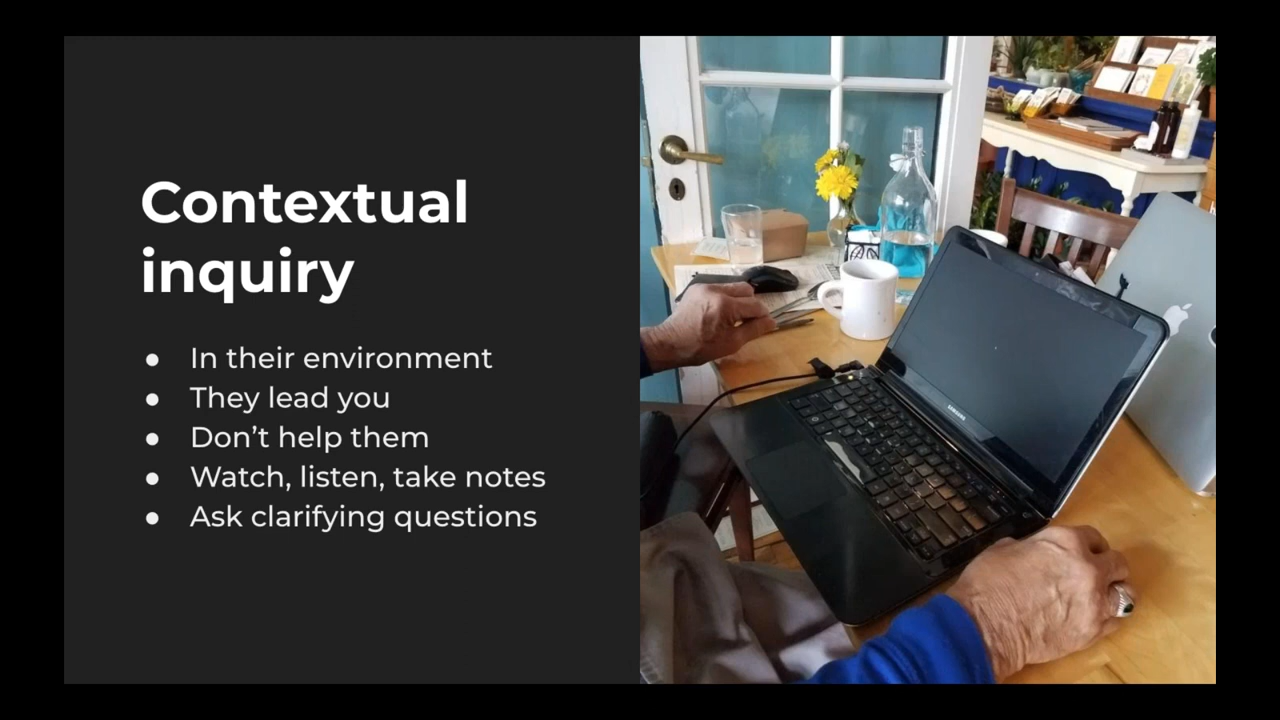 Contextual
inquiry
● In their environment
● They lead you
● Don’t help them
● Watch, listen, take notes
● Ask clarifying questions
SAMSUNG